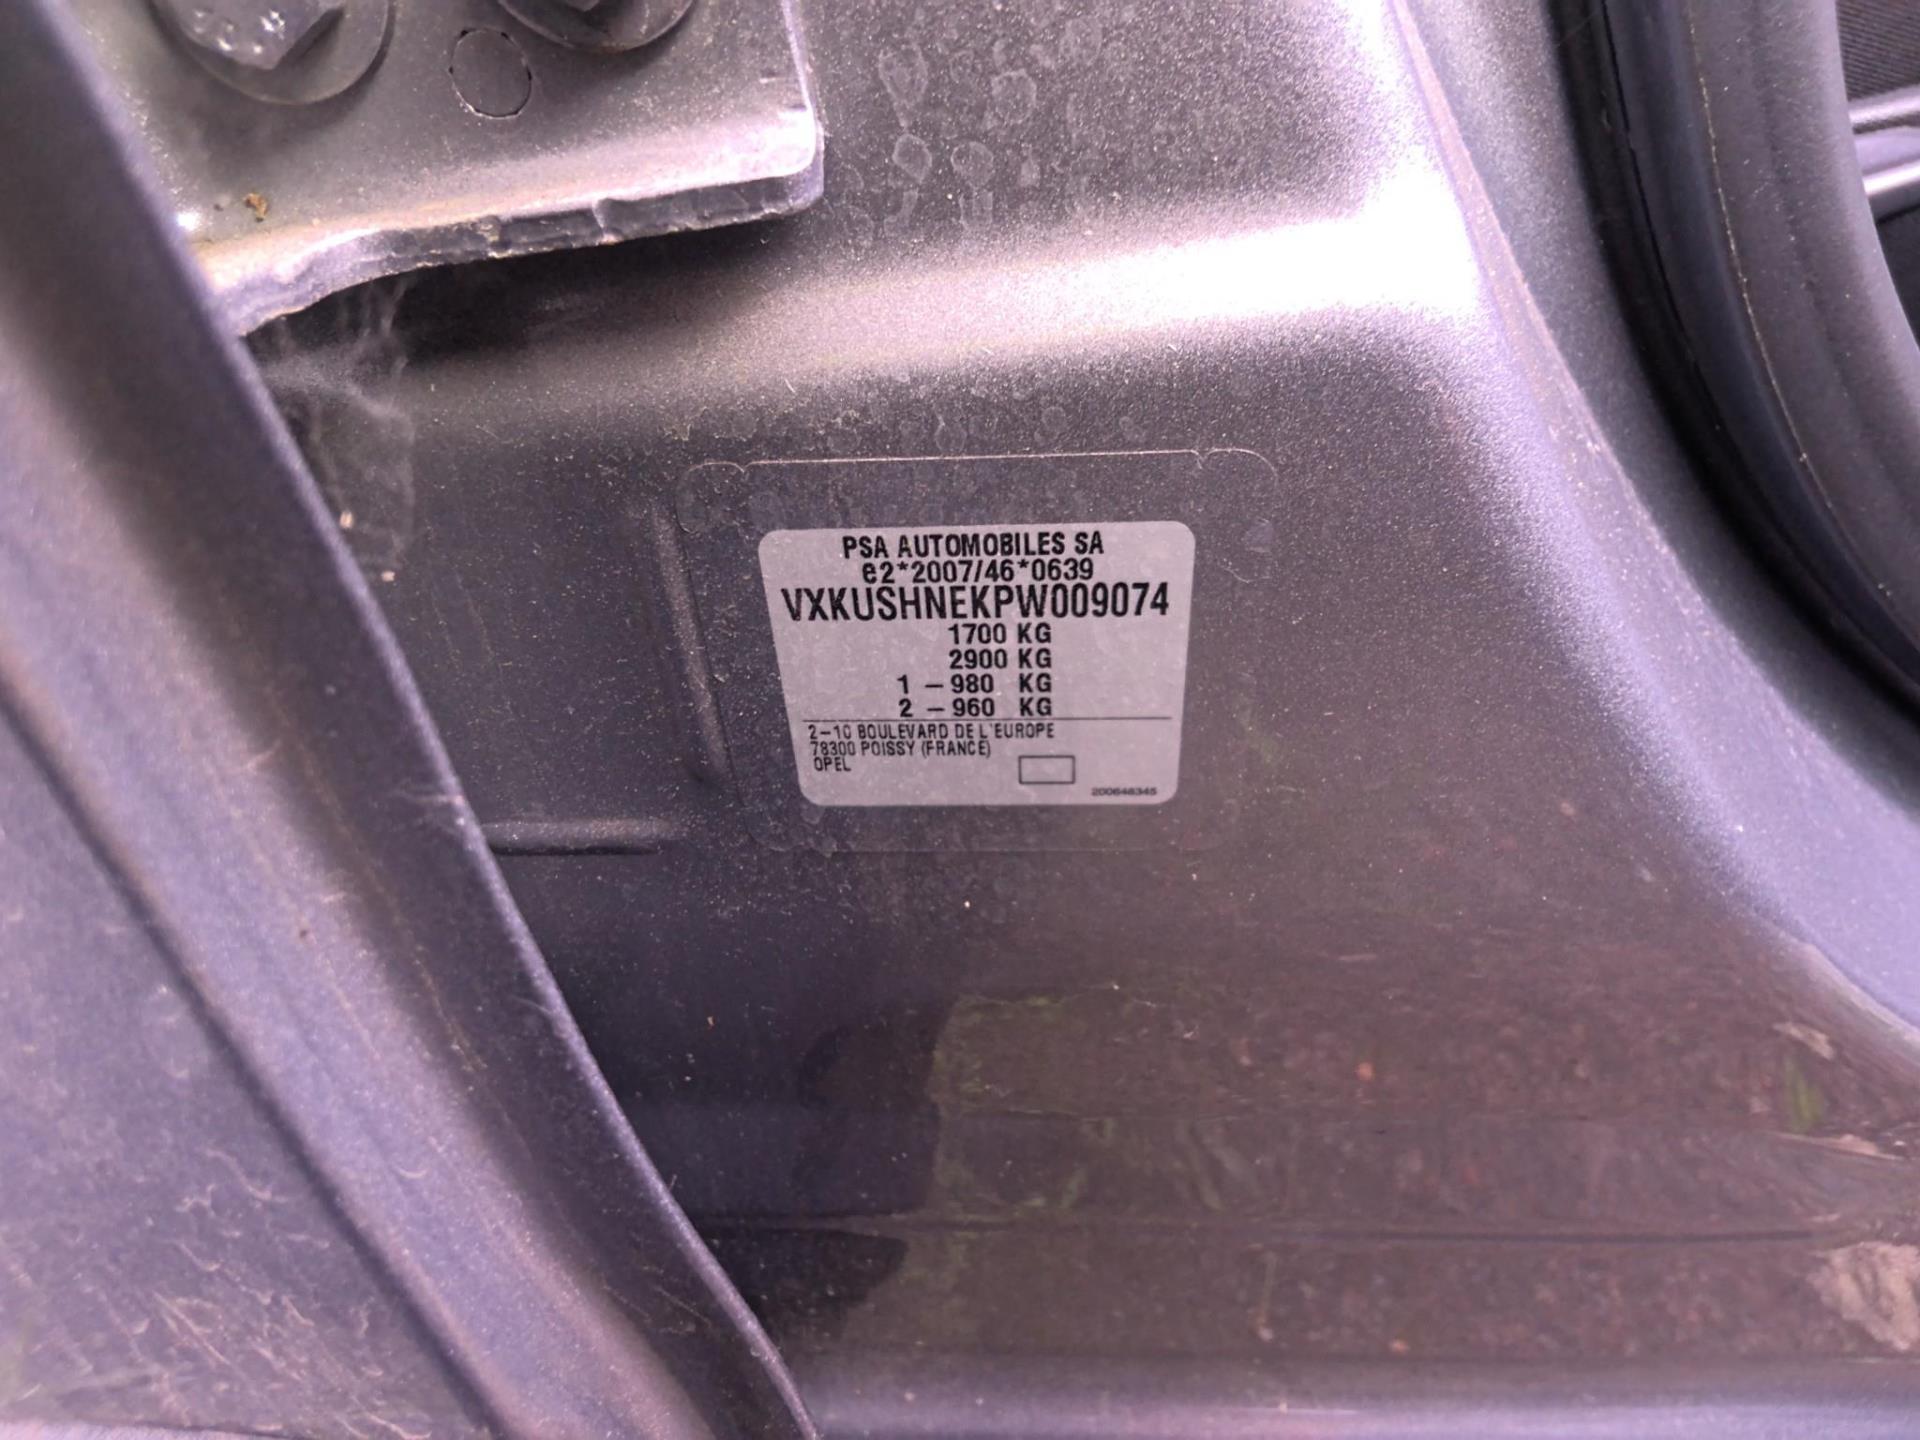 PSA AUTOMOBILES SA
e2*2007/46*0639
VXKUSHNEKPW009074
1700 KG
2900 KG
1 – 980 KG
2 – 960 KG
2–10 BOULEVARD DE L'EUROPE
78300 POISSY (FRANCE)
OPEL
200648345